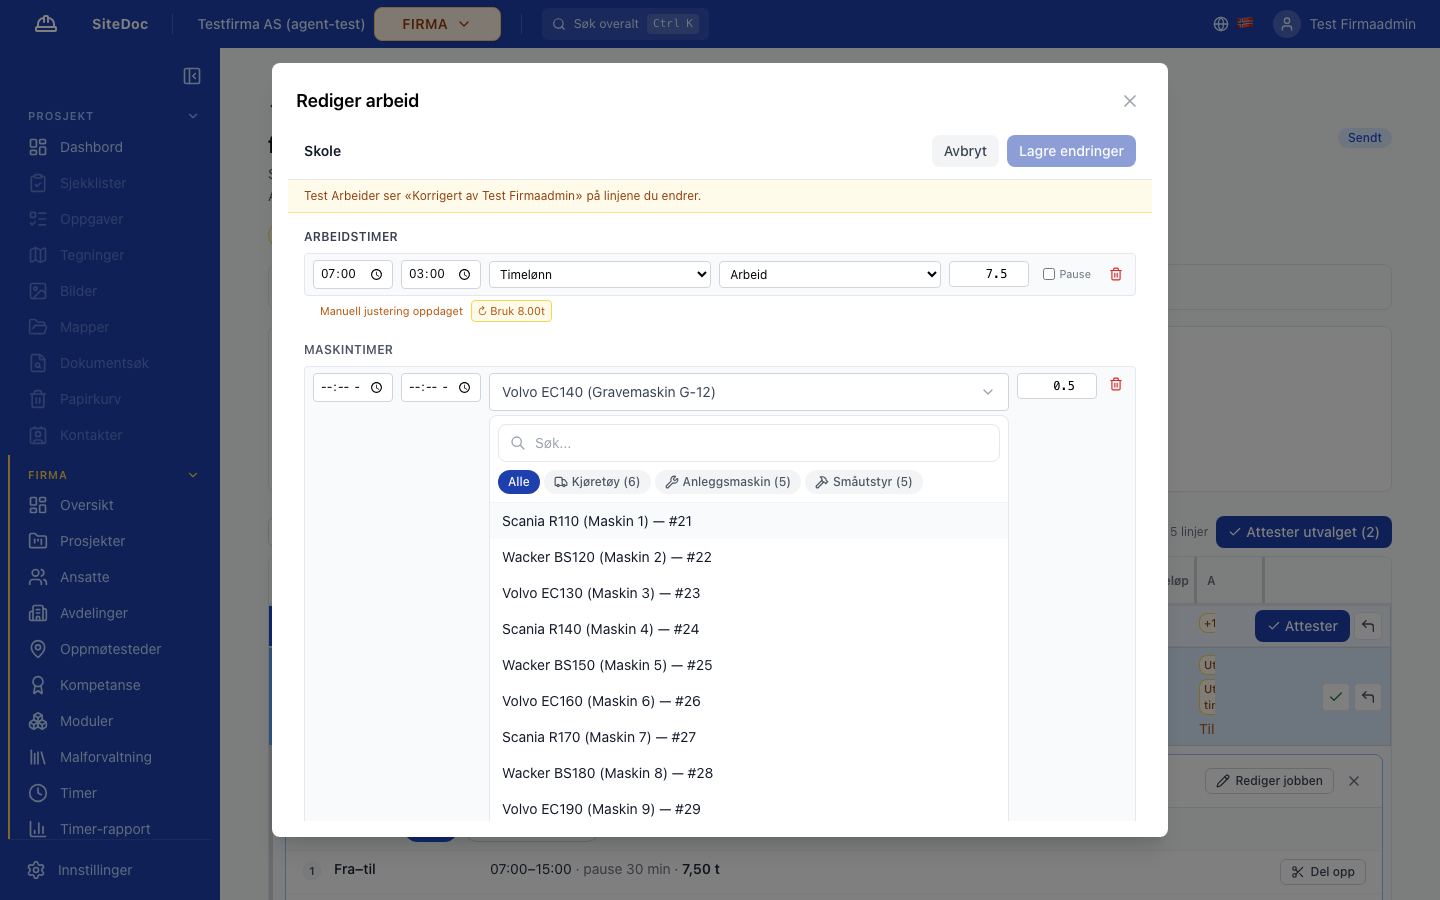 SiteDoc
Testfirma AS (agent-test)
FIRMA
Søk overalt
Ctrl K
Test Firmaadmin
PROSJEKT
Dashbord
Sjekklister
Oppgaver
Tegninger
Bilder
Mapper
Dokumentsøk
Papirkurv
Kontakter
FIRMA
Oversikt
Prosjekter
Ansatte
Avdelinger
Oppmøtesteder
Kompetanse
Moduler
Malforvaltning
Timer
Timer-rapport
Innstillinger
Sendt
Rediger arbeid
Skole
Avbryt
Lagre endringer
Test Arbeider ser «Korrigert av Test Firmaadmin» på linjene du endrer.
ARBEIDSTIMER
07:00
03:00
Timelønn
Arbeid
7.5
Pause
Manuell justering oppdaget
Bruk 8.00t
MASKINTIMER
--:-- -
--:-- -
Volvo EC140 (Gravemaskin G-12)
0.5
Søk...
Alle
Kjøretøy (6)
Anleggsmaskin (5)
Småutstyr (5)
Scania R110 (Maskin 1) — #21
Wacker BS120 (Maskin 2) — #22
Volvo EC130 (Maskin 3) — #23
Scania R140 (Maskin 4) — #24
Wacker BS150 (Maskin 5) — #25
Volvo EC160 (Maskin 6) — #26
Scania R170 (Maskin 7) — #27
Wacker BS180 (Maskin 8) — #28
Volvo EC190 (Maskin 9) — #29
5 linjer
Attester utvalget (2)
A
+1
Attester
Til
Rediger jobben
1
Fra–til
07:00–15:00 · pause 30 min · 7,50 t
Del opp